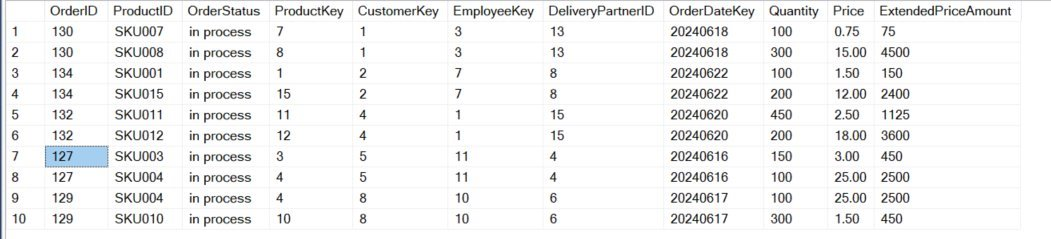 OrderID ProductID OrderStatus ProductKey CustomerKey EmployeeKey DeliveryPartnerID OrderDateKey Quantity Price ExtendedPriceAmount
1 130 SKU007 in process 7 1 3 13 20240618 100 0.75 75
2 130 SKU008 in process 8 1 3 13 20240618 300 15.00 4500
3 134 SKU001 in process 1 2 7 8 20240622 100 1.50 150
4 134 SKU015 in process 15 2 7 8 20240622 200 12.00 2400
5 132 SKU011 in process 11 4 1 15 20240620 450 2.50 1125
6 132 SKU012 in process 12 4 1 15 20240620 200 18.00 3600
7 127 SKU003 in process 3 5 11 4 20240616 150 3.00 450
8 127 SKU004 in process 4 5 11 4 20240616 100 25.00 2500
9 129 SKU004 in process 4 8 10 6 20240617 100 25.00 2500
10 129 SKU010 in process 10 8 10 6 20240617 300 1.50 450